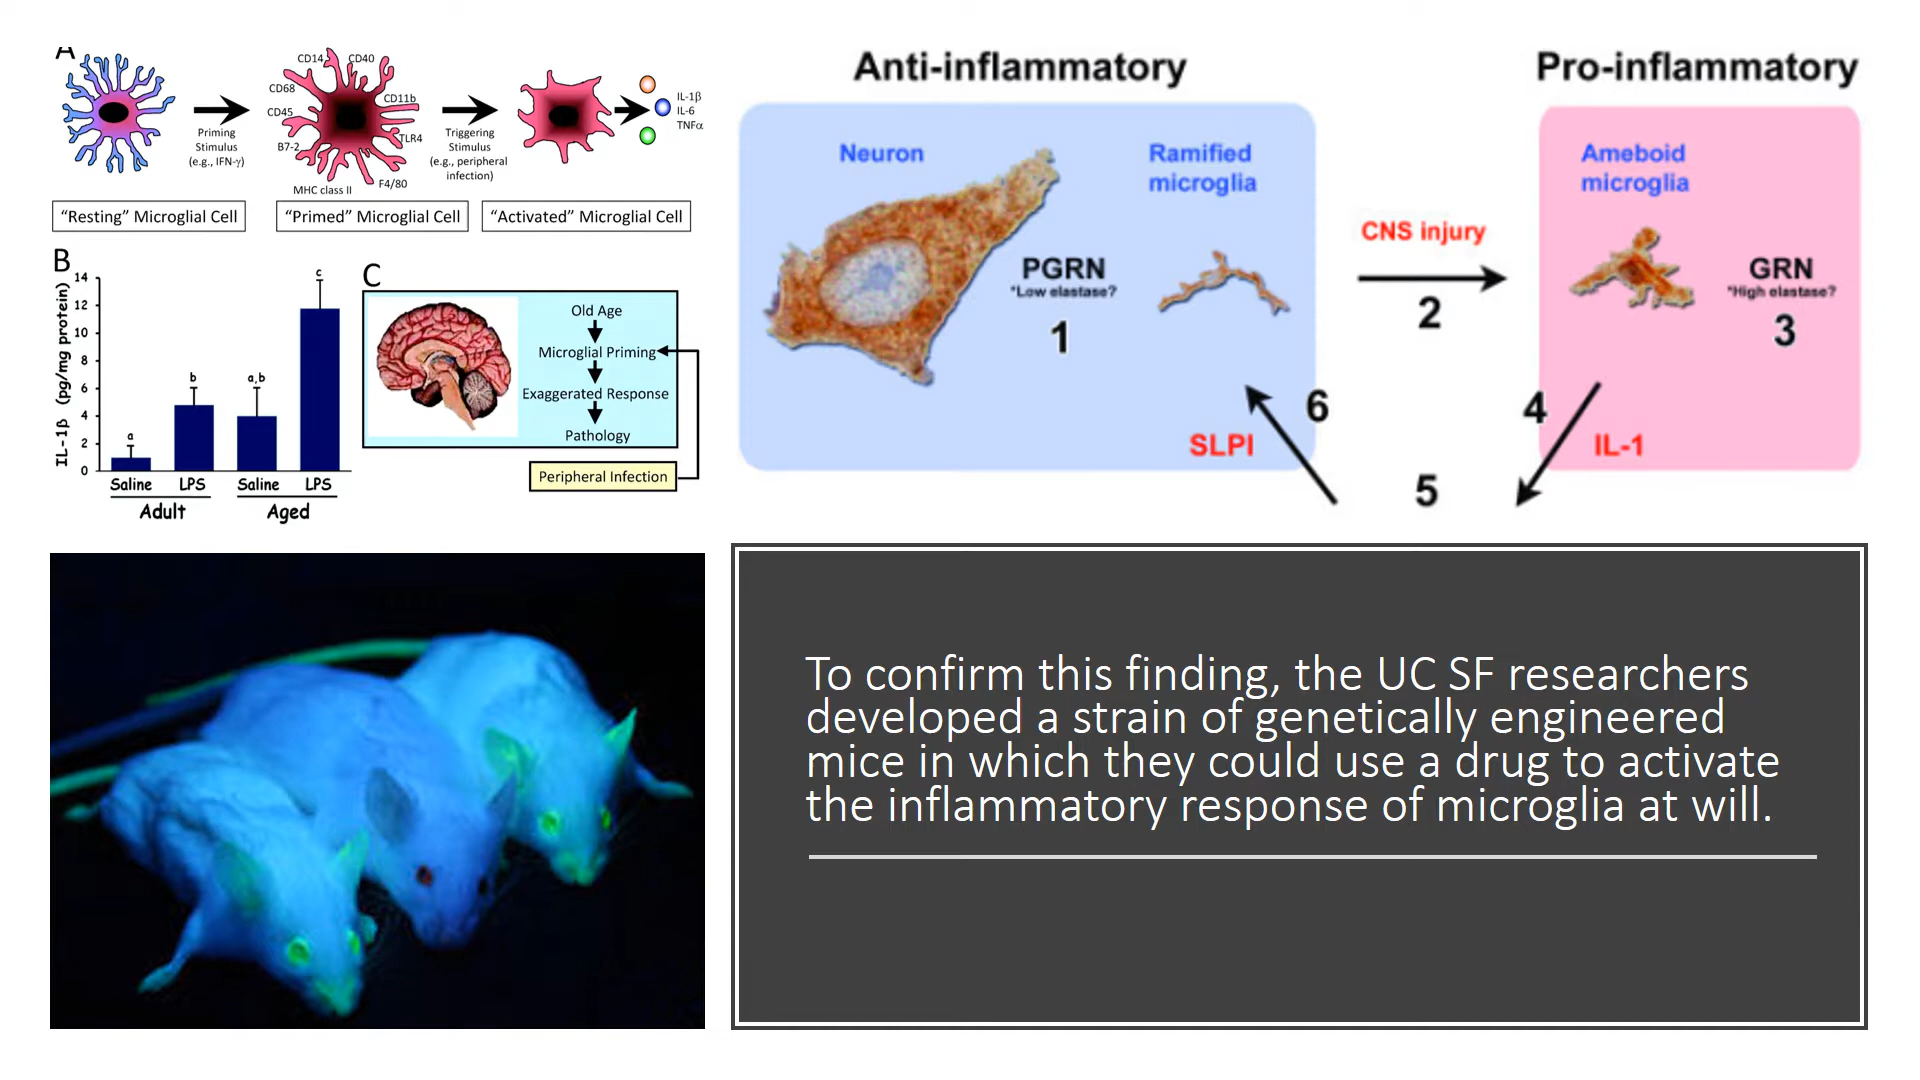 A
CD14
CD40
CD68
CD11b
CD45
TLR4
B7-2
F4/80
MHC class II
Priming
Stimulus
(e.g., IFN-γ)
Triggering
Stimulus
(e.g., peripheral
infection)
IL-1β
IL-6
TNFα
"Resting" Microglial Cell
"Primed" Microglial Cell
"Activated" Microglial Cell
B
IL-1β (pg/mg protein)
14
12
10
8
6
4
2
0
a
b
a,b
c
Saline
LPS
Saline
LPS
Adult
Aged
C
Old Age
Microglial Priming
Exaggerated Response
Pathology
Peripheral Infection
Anti-inflammatory
Pro-inflammatory
Neuron
Ramified
microglia
PGRN
*Low elastase?
1
CNS injury
2
Ameboid
microglia
GRN
*High elastase?
3
6
4
SLPI
IL-1
5
To confirm this finding, the UC SF researchers
developed a strain of genetically engineered
mice in which they could use a drug to activate
the inflammatory response of microglia at will.